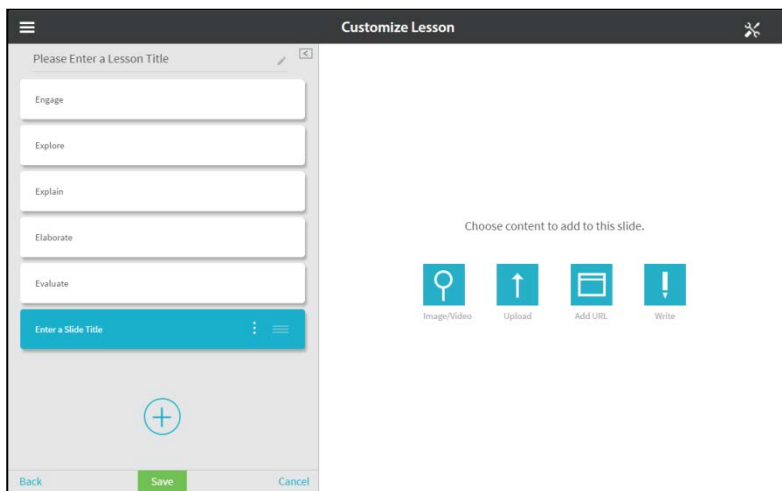 Customize Lesson
Please Enter a Lesson Title
Engage
Explore
Explain
Elaborate
Evaluate
Enter a Slide Title
Back
Save
Cancel
Choose content to add to this slide.
Image/Video
Upload
Add URL
Write